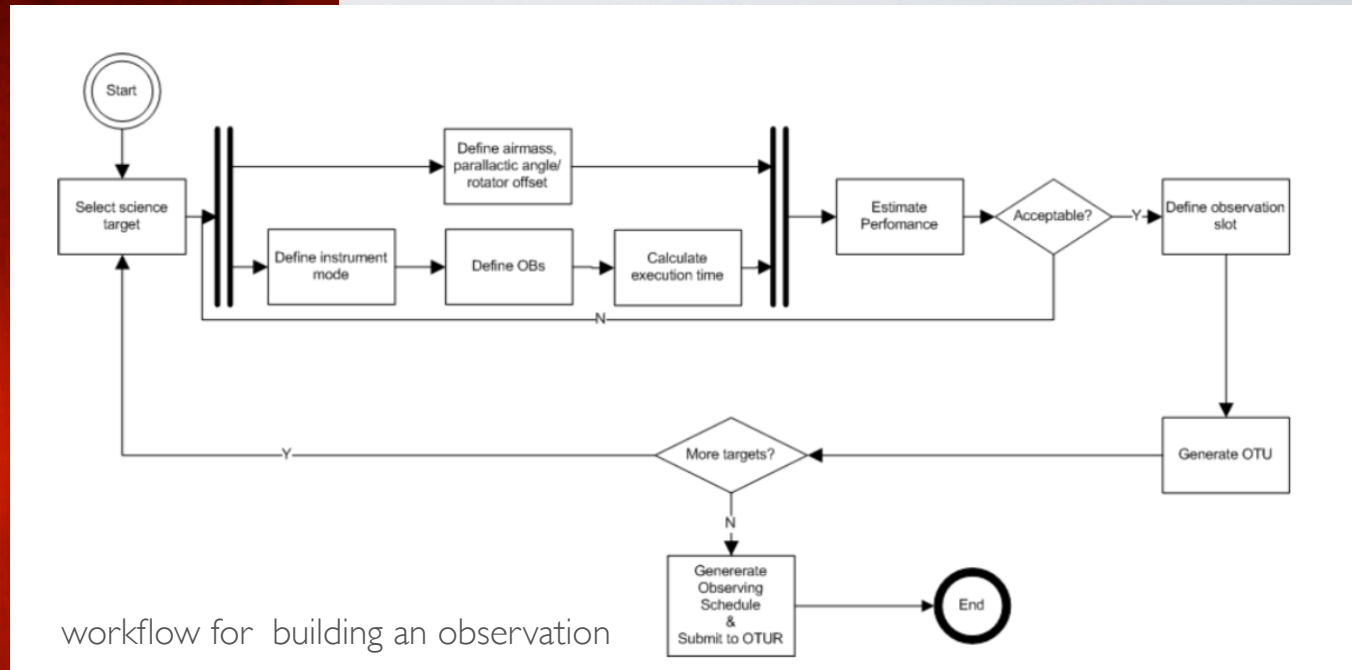 Start
Select science
target
Define airmass,
parallactic angle/
rotator offset
Define instrument
mode
Define OBs
Calculate
execution time
Estimate
Perfomance
Acceptable?
Y
Define observation
slot
N
Generate OTU
More targets?
Y
N
Genererate
Observing
Schedule
&
Submit to OTUR
End
workflow for building an observation